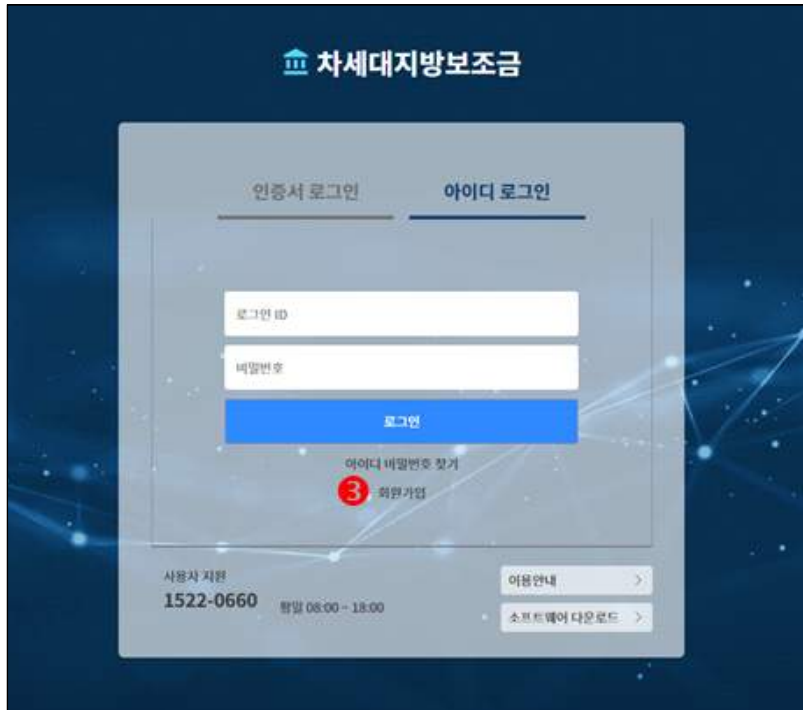 차세대지방보조금
인증서 로그인 아이디 로그인
로그인 ID
비밀번호
로그인
아이디 비밀번호 찾기
3 회원가입
사용자 지원
1522-0660 평일 08:00 ~ 18:00
이용안내
소프트웨어 다운로드